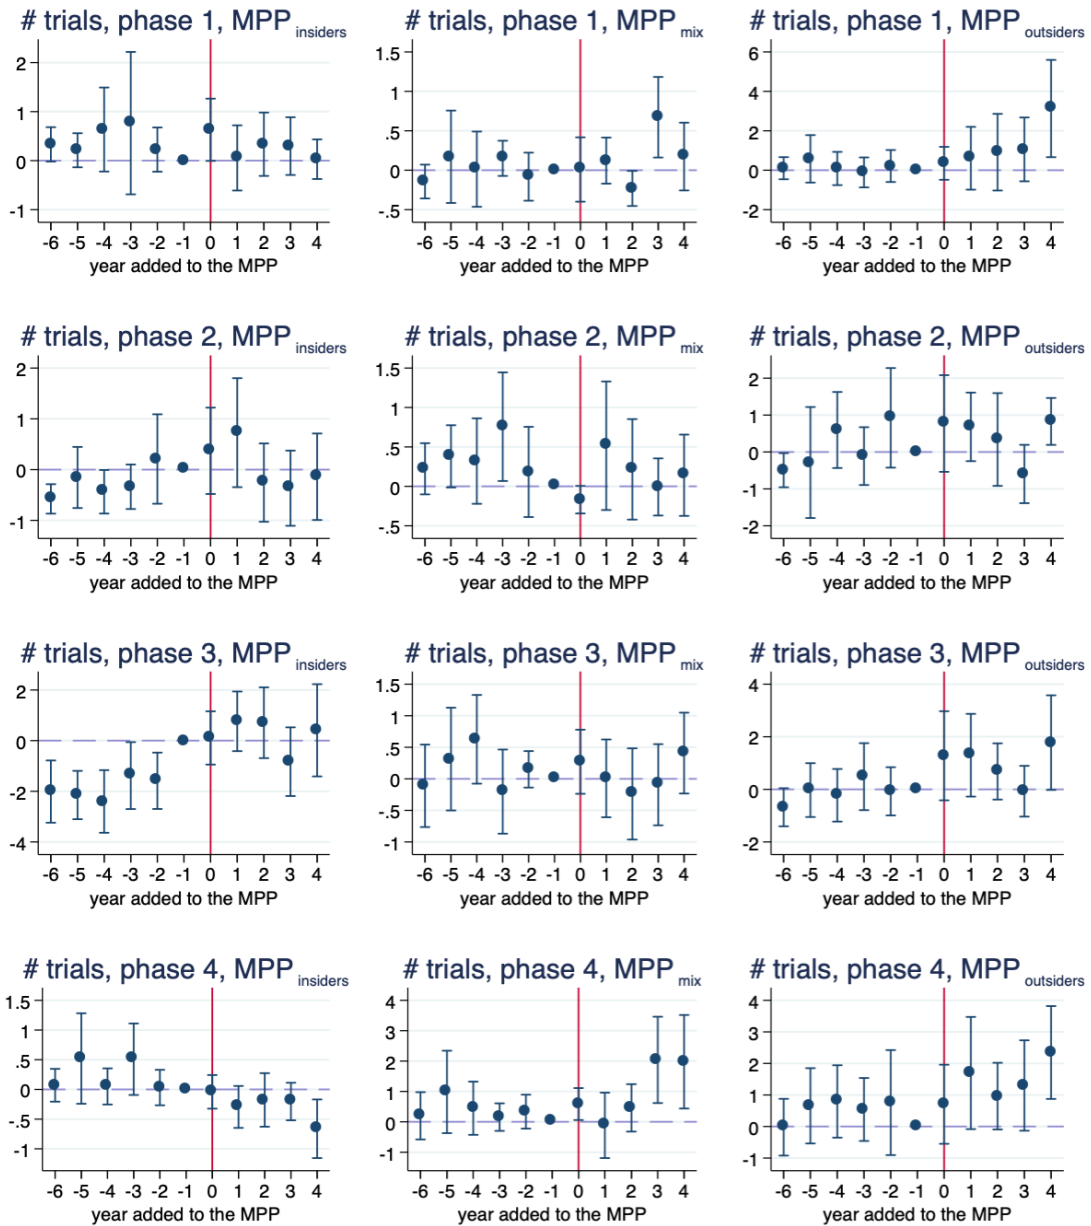 # trials, phase 1, MPP insiders
2
1
0
-1
-6 -5 -4 -3 -2 -1 0 1 2 3 4
year added to the MPP
# trials, phase 1, MPP mix
1.5
1
.5
0
-.5
-6 -5 -4 -3 -2 -1 0 1 2 3 4
year added to the MPP
# trials, phase 1, MPP outsiders
6
4
2
0
-2
-6 -5 -4 -3 -2 -1 0 1 2 3 4
year added to the MPP
# trials, phase 2, MPP insiders
2
1
0
-1
-6 -5 -4 -3 -2 -1 0 1 2 3 4
year added to the MPP
# trials, phase 2, MPP mix
1.5
1
.5
0
-.5
-6 -5 -4 -3 -2 -1 0 1 2 3 4
year added to the MPP
# trials, phase 2, MPP outsiders
2
1
0
-1
-2
-6 -5 -4 -3 -2 -1 0 1 2 3 4
year added to the MPP
# trials, phase 3, MPP insiders
2
0
-2
-4
-6 -5 -4 -3 -2 -1 0 1 2 3 4
year added to the MPP
# trials, phase 3, MPP mix
1.5
1
.5
0
-.5
-1
-6 -5 -4 -3 -2 -1 0 1 2 3 4
year added to the MPP
# trials, phase 3, MPP outsiders
4
2
0
-2
-6 -5 -4 -3 -2 -1 0 1 2 3 4
year added to the MPP
# trials, phase 4, MPP insiders
1.5
1
.5
0
-.5
-1
-6 -5 -4 -3 -2 -1 0 1 2 3 4
year added to the MPP
# trials, phase 4, MPP mix
4
3
2
1
0
-1
-6 -5 -4 -3 -2 -1 0 1 2 3 4
year added to the MPP
# trials, phase 4, MPP outsiders
4
3
2
1
0
-1
-6 -5 -4 -3 -2 -1 0 1 2 3 4
year added to the MPP